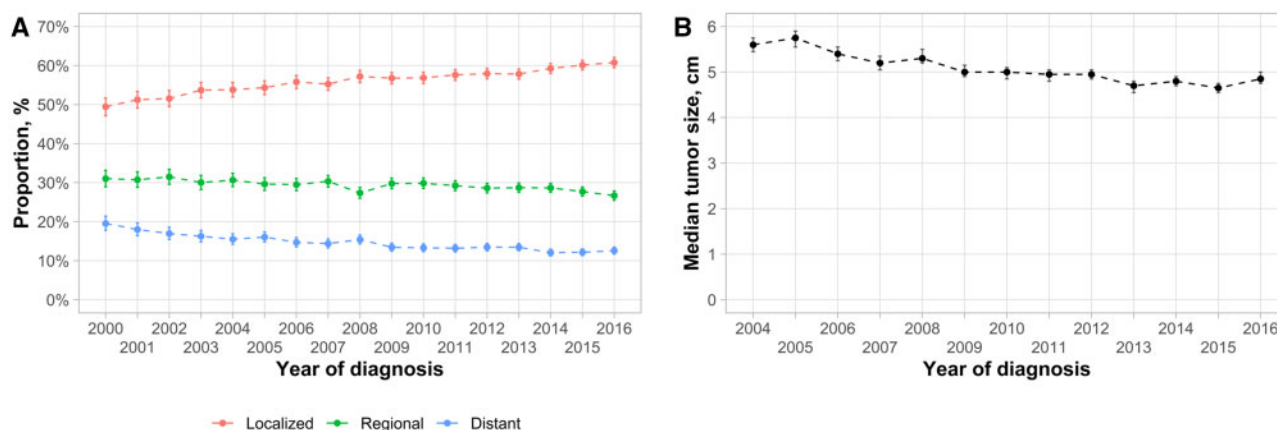 A
Proportion, %
70%
60%
50%
40%
30%
20%
10%
0%
2000 2002 2004 2006 2008 2010 2012 2014 2016
2001 2003 2005 2007 2009 2011 2013 2015
Year of diagnosis
Localized Regional Distant
B
Median tumor size, cm
6
5
4
3
2
1
0
2004 2006 2008 2010 2012 2014 2016
2005 2007 2009 2011 2013 2015
Year of diagnosis